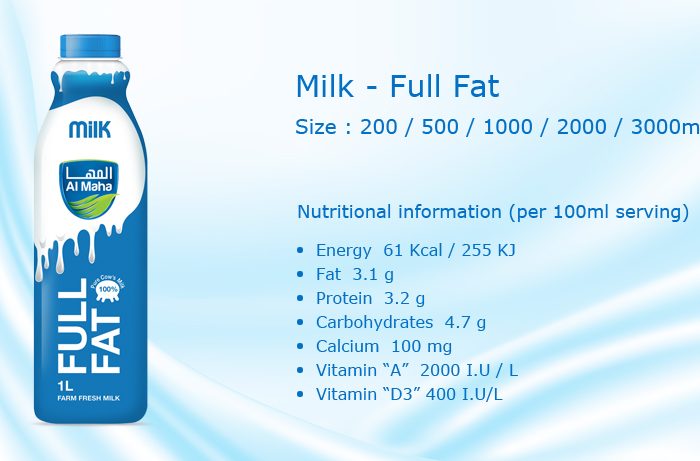 milk
المها
Al Maha
Pure Cow's Milk
100%
FULL
FAT
1L
FARM FRESH MILK
Milk - Full Fat
Size : 200 / 500 / 1000 / 2000 / 3000m
Nutritional information (per 100ml serving)
• Energy 61 Kcal / 255 KJ
• Fat 3.1 g
• Protein 3.2 g
• Carbohydrates 4.7 g
• Calcium 100 mg
• Vitamin “A” 2000 I.U / L
• Vitamin “D3” 400 I.U/L